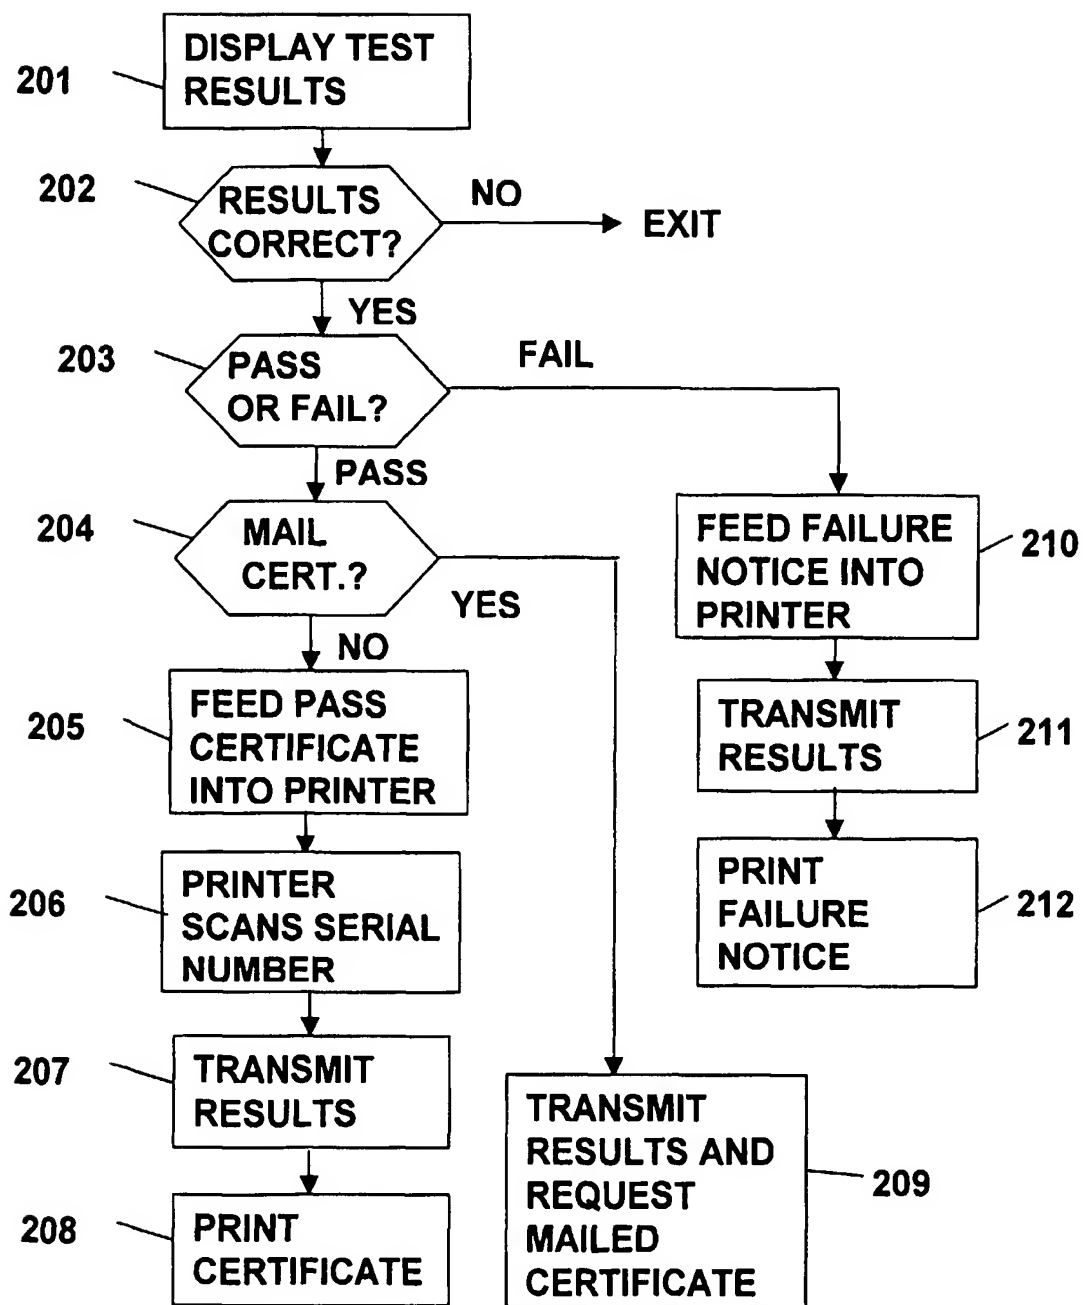 DISPLAY TEST
RESULTS
201
202
RESULTS
CORRECT?
NO
EXIT
YES
203
PASS
OR FAIL?
FAIL
PASS
204
MAIL
CERT.?
YES
NO
205
FEED PASS
CERTIFICATE
INTO PRINTER
206
PRINTER
SCANS SERIAL
NUMBER
207
TRANSMIT
RESULTS
208
PRINT
CERTIFICATE
TRANSMIT
RESULTS AND
REQUEST
MAILED
CERTIFICATE
209
FEED FAILURE
NOTICE INTO
PRINTER
210
TRANSMIT
RESULTS
211
PRINT
FAILURE
NOTICE
212